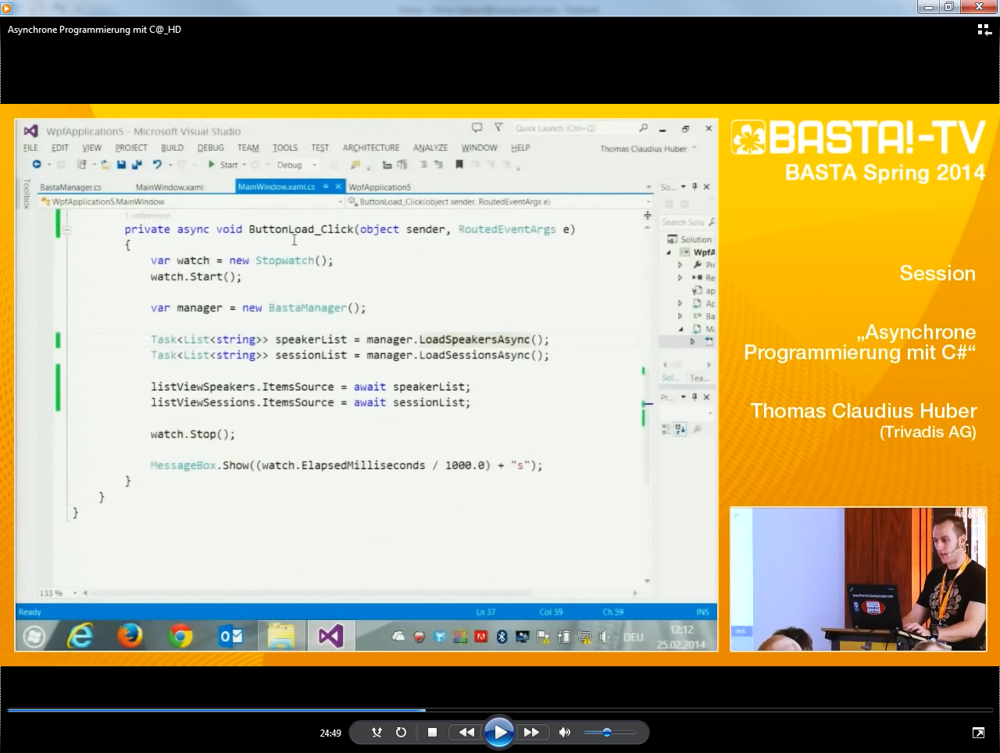 Asynchrone Programmierung mit C@_HD
WpfApplication5 - Microsoft Visual Studio
Quick Launch (Ctrl+Q)
FILE EDIT VIEW PROJECT BUILD DEBUG TEAM TOOLS TEST ARCHITECTURE ANALYZE WINDOW HELP
Thomas Claudius Huber
Start
Debug
Toolbox
BastaManager.cs
MainWindow.xaml
MainWindow.xaml.cs
WpfApplication5
WpfApplication5.MainWindow
ButtonLoad_Click(object sender, RoutedEventArgs e)
1 reference
private async void ButtonLoad_Click(object sender, RoutedEventArgs e)
{
var watch = new Stopwatch();
watch.Start();
var manager = new BastaManager();
Task<List<string>> speakerList = manager.LoadSpeakersAsync();
Task<List<string>> sessionList = manager.LoadSessionsAsync();
listViewSpeakers.ItemsSource = await speakerList;
listViewSessions.ItemsSource = await sessionList;
watch.Stop();
MessageBox.Show((watch.ElapsedMilliseconds / 1000.0) + "s");
}
}
}
133 %
So...
Search Solu
Solution
WpfA
Pr
Re
ap
Ap
Ba
M
Sol...
Tea...
Pr...
Ready
Ln 37
Col 59
Ch 59
INS
DEU
12:12
25.02.2014
BASTA!-TV
BASTA Spring 2014
Session
„Asynchrone
Programmierung mit C#“
Thomas Claudius Huber
(Trivadis AG)
INS
24:49